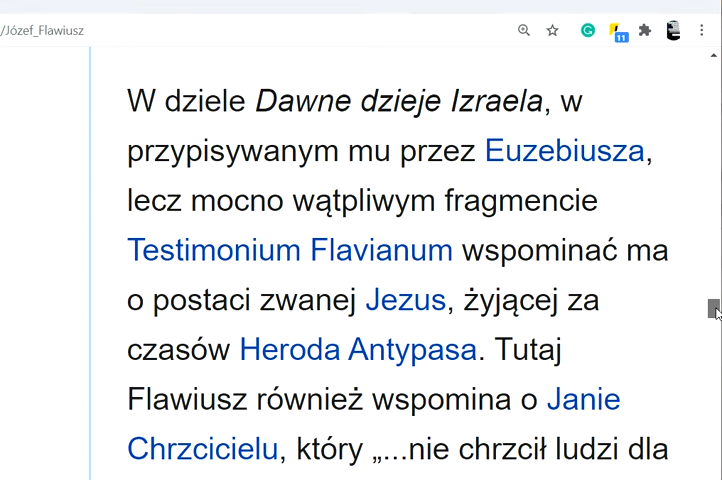 /Józef_Flawiusz
11
W dziele Dawne dzieje Izraela, w
przypisywanym mu przez Euzebiusza,
lecz mocno wątpliwym fragmencie
Testimonium Flavianum wspominać ma
o postaci zwanej Jezus, żyjącej za
czasów Heroda Antypasa. Tutaj
Flawiusz również wspomina o Janie
Chrzcicielu, który „...nie chrzcił ludzi dla